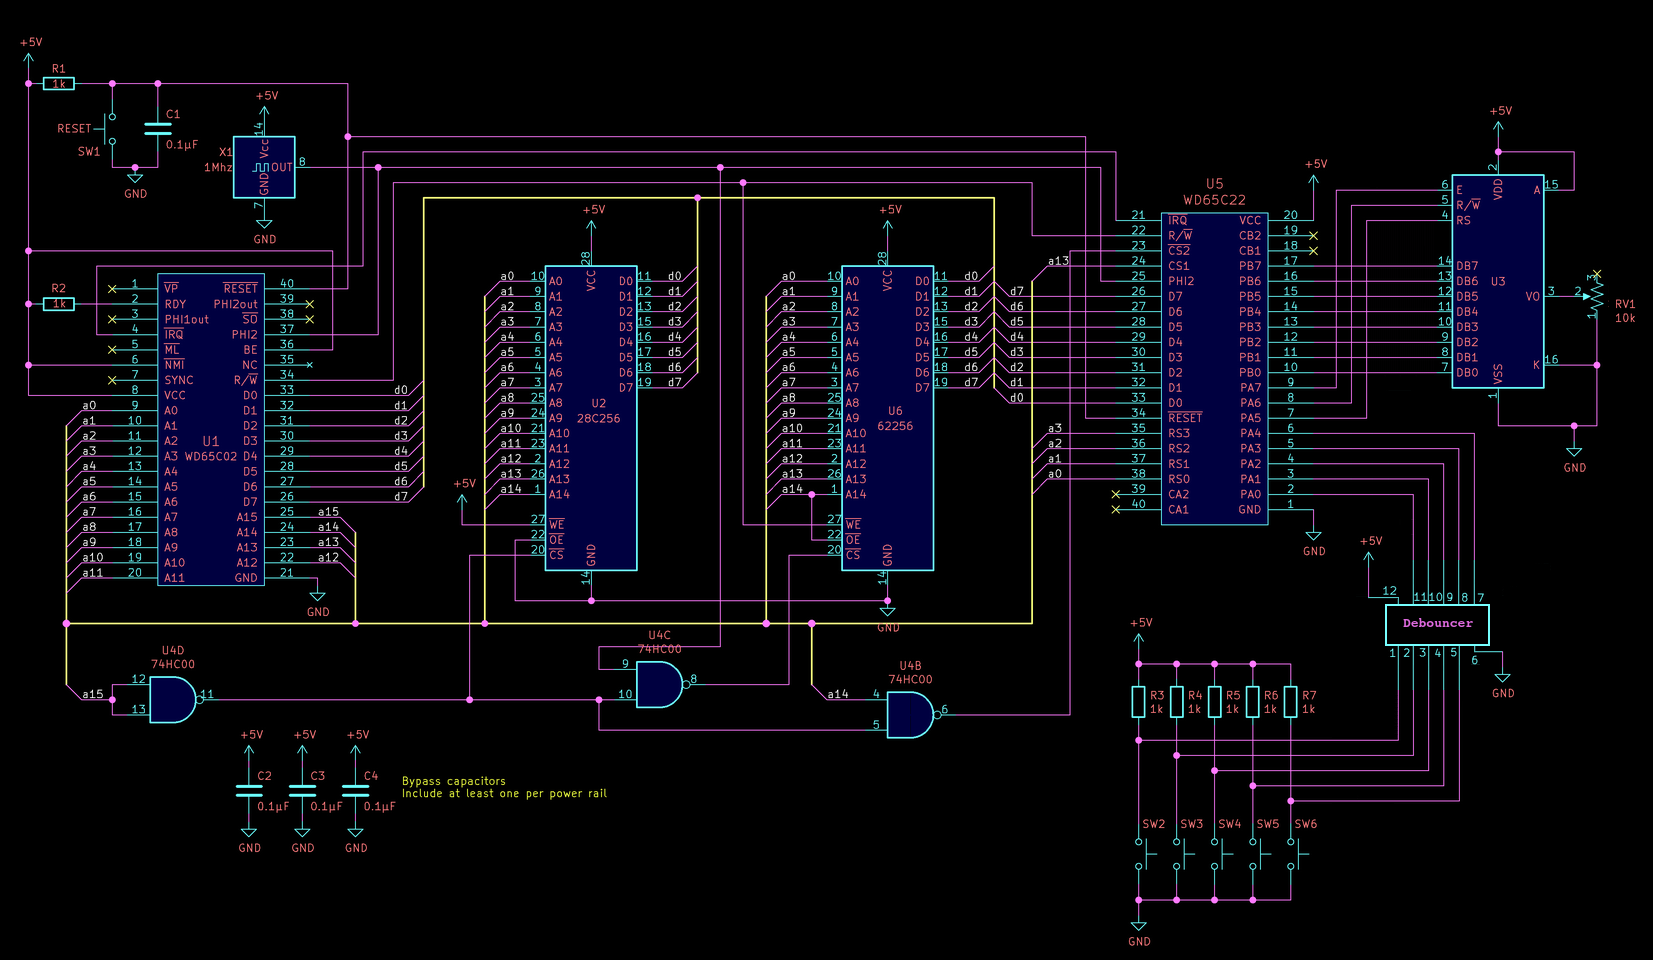 +5V
R1
1k
RESET
SW1
C1
0.1µF
GND
+5V
X1
1Mhz
14
Vcc
OUT
8
GND
7
GND
R2
1k
1 VP
2 RDY
3 PHI1out
4 IRQ
5 ML
6 NMI
7 SYNC
8 VCC
a0 9 A0
a1 10 A1
a2 11 A2
a3 12 A3
a4 13 A4
a5 14 A5
a6 15 A6
a7 16 A7
a8 17 A8
a9 18 A9
a10 19 A10
a11 20 A11
U1
WD65C02
RESET 40
PHI2out 39
SO 38
PHI2 37
BE 36
NC 35
R/W 34
D0 33 d0
D1 32 d1
D2 31 d2
D3 30 d3
D4 29 d4
D5 28 d5
D6 27 d6
D7 26 d7
A15 25 a15
A14 24 a14
A13 23 a13
A12 22 a12
GND 21
GND
+5V
28
VCC
a0 10 A0
a1 9 A1
a2 8 A2
a3 7 A3
a4 6 A4
a5 5 A5
a6 4 A6
a7 3 A7
a8 25 A8
a9 24 A9
a10 21 A10
a11 23 A11
a12 2 A12
a13 26 A13
a14 1 A14
+5V
27 WE
22 OE
20 CS
U2
28C256
D0 11 d0
D1 12 d1
D2 13 d2
D3 15 d3
D4 16 d4
D5 17 d5
D6 18 d6
D7 19 d7
GND
14
+5V
28
VCC
a0 10 A0
a1 9 A1
a2 8 A2
a3 7 A3
a4 6 A4
a5 5 A5
a6 4 A6
a7 3 A7
a8 25 A8
a9 24 A9
a10 21 A10
a11 23 A11
a12 2 A12
a13 26 A13
a14 1 A14
27 WE
22 OE
20 CS
U6
62256
D0 11 d0
D1 12 d1
D2 13 d2
D3 15 d3
D4 16 d4
D5 17 d5
D6 18 d6
D7 19 d7
GND
14
GND
U5
WD65C22
21 IRQ
22 R/W
23 CS2
a13 24 CS1
25 PHI2
d7 26 D7
d6 27 D6
d5 28 D5
d4 29 D4
d3 30 D3
d2 31 D2
d1 32 D1
d0 33 D0
34 RESET
a3 35 RS3
a2 36 RS2
a1 37 RS1
a0 38 RS0
39 CA2
40 CA1
+5V
VCC 20
CB2 19
CB1 18
PB7 17
PB6 16
PB5 15
PB4 14
PB3 13
PB2 12
PB1 11
PB0 10
PA7 9
PA6 8
PA5 7
PA4 6
PA3 5
PA2 4
PA1 3
PA0 2
GND 1
GND
+5V
2
VDD
6 E
5 R/W
4 RS
14 DB7
13 DB6
12 DB5
11 DB4
10 DB3
9 DB2
8 DB1
7 DB0
U3
A 15
VO 3
K 16
VSS
1
3
2
1
RV1
10k
GND
+5V
12 11 10 9 8 7
Debouncer
1 2 3 4 5 6
GND
U4D
74HC00
a15
12
13
11
U4C
74HC00
9
10
8
U4B
74HC00
a14
4
5
6
+5V +5V +5V
C2 C3 C4
0.1µF 0.1µF 0.1µF
GND GND GND
Bypass capacitors
Include at least one per power rail
+5V
R3 R4 R5 R6 R7
1k 1k 1k 1k 1k
SW2 SW3 SW4 SW5 SW6
GND